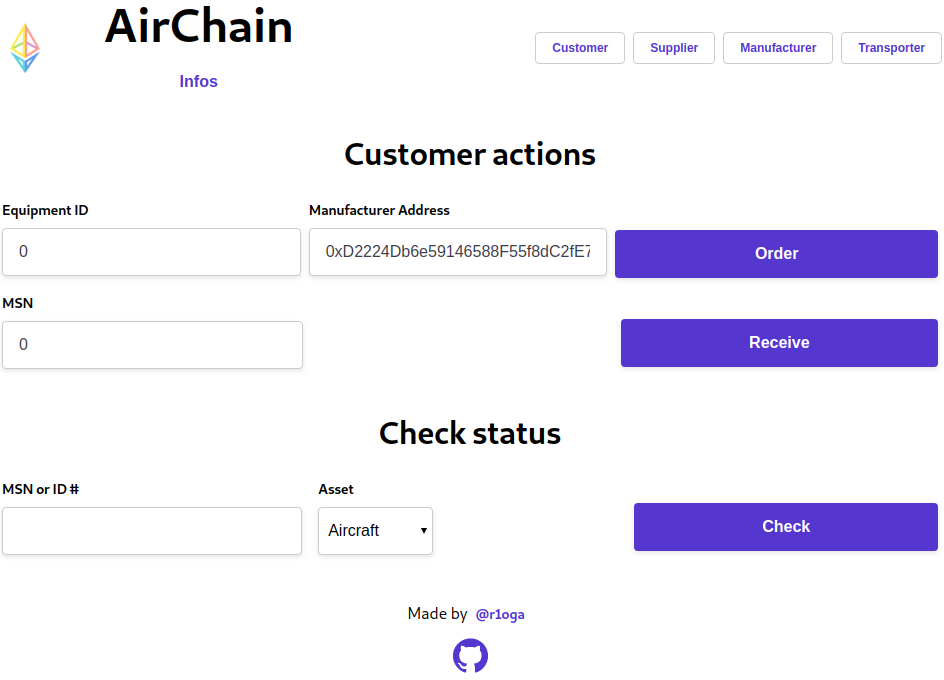 AirChain
Infos
Customer Supplier Manufacturer Transporter
Customer actions
Equipment ID Manufacturer Address
0 0xD2224Db6e59146588F55f8dC2fE7 Order
MSN
0 Receive
Check status
MSN or ID # Asset
Aircraft Check
Made by @r1oga